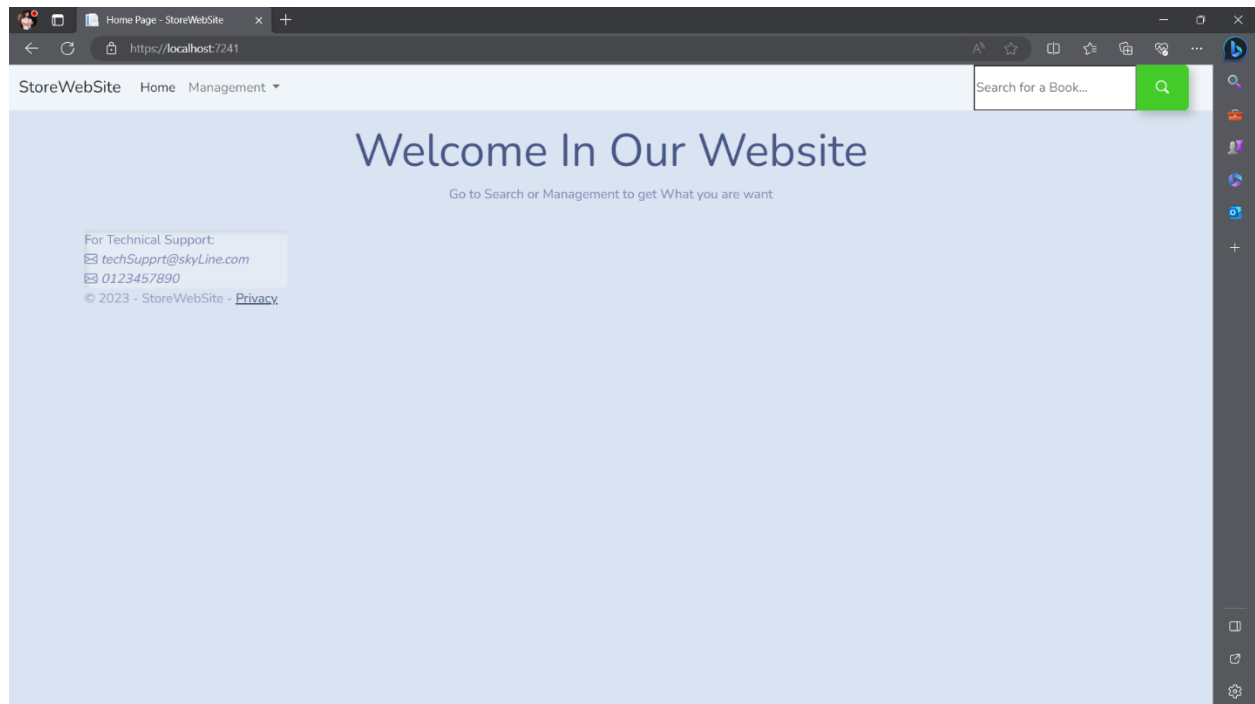 Home Page - StoreWebSite
https://localhost:7241
StoreWebSite Home Management Search for a Book...
Welcome In Our Website
Go to Search or Management to get What you are want
For Technical Support:
techSupprt@skyLine.com
0123457890
© 2023 - StoreWebSite - Privacy